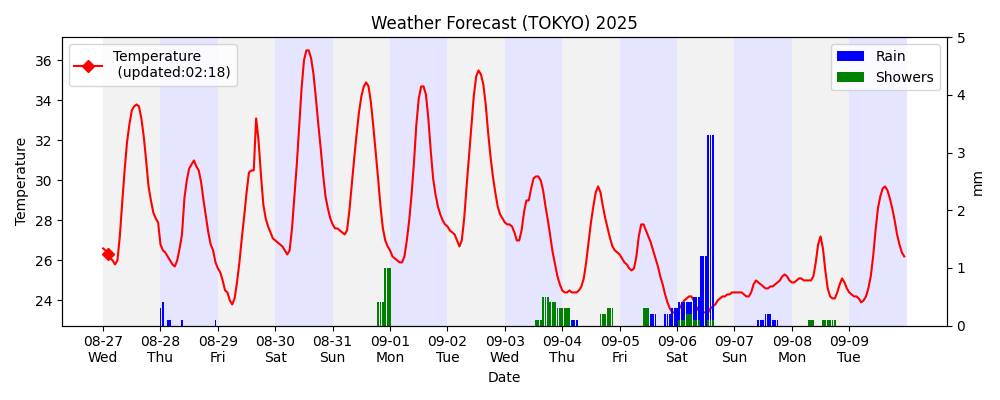 Weather Forecast (TOKYO) 2025
Temperature
(updated:02:18)
Rain
Showers
36
34
32
30
28
26
24
Temperature
5
4
3
2
1
0
mm
08-27 08-28 08-29 08-30 08-31 09-01 09-02 09-03 09-04 09-05 09-06 09-07 09-08 09-09
Wed Thu Fri Sat Sun Mon Tue Wed Thu Fri Sat Sun Mon Tue
Date